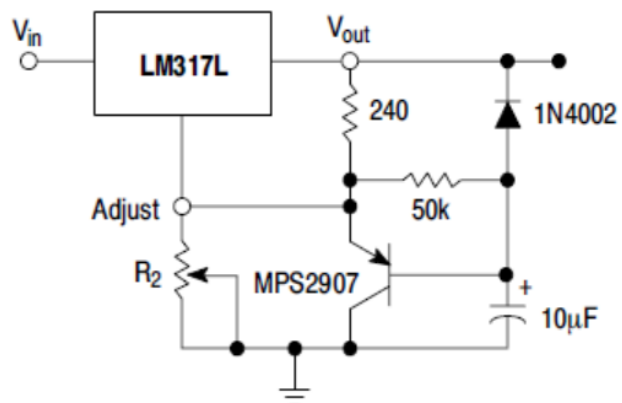 Vin
LM317L
Vout
240
1N4002
50k
Adjust
R2
MPS2907
+
10µF